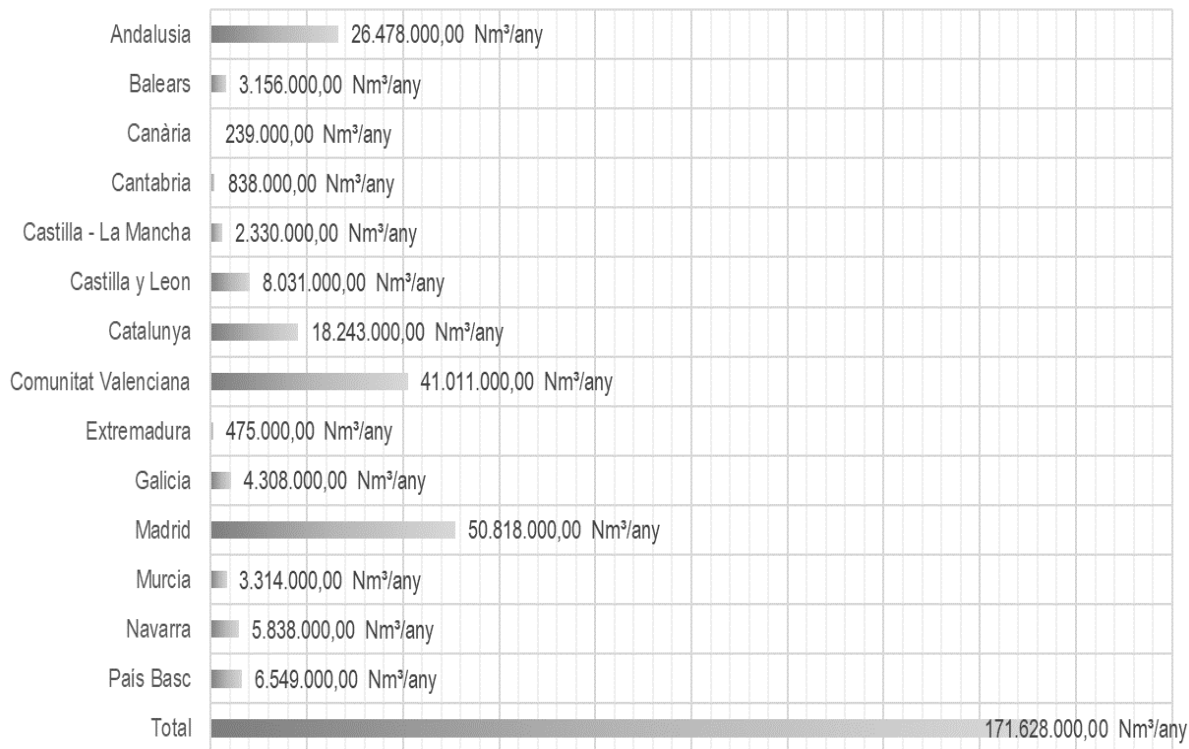 Andalusia 26.478.000,00 Nm³/any
Balears 3.156.000,00 Nm³/any
Canària 239.000,00 Nm³/any
Cantabria 838.000,00 Nm³/any
Castilla - La Mancha 2.330.000,00 Nm³/any
Castilla y Leon 8.031.000,00 Nm³/any
Catalunya 18.243.000,00 Nm³/any
Comunitat Valenciana 41.011.000,00 Nm³/any
Extremadura 475.000,00 Nm³/any
Galicia 4.308.000,00 Nm³/any
Madrid 50.818.000,00 Nm³/any
Murcia 3.314.000,00 Nm³/any
Navarra 5.838.000,00 Nm³/any
País Basc 6.549.000,00 Nm³/any
Total 171.628.000,00 Nm³/any